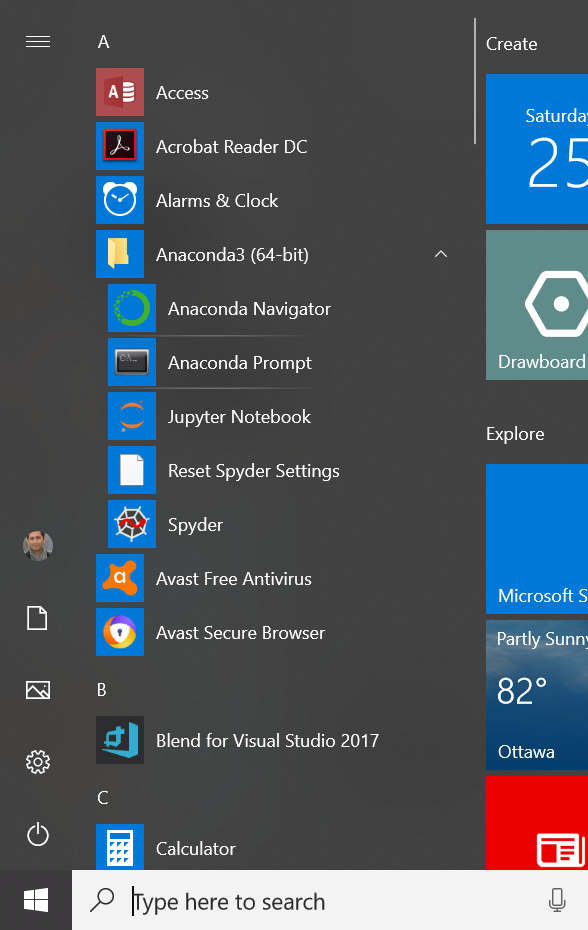 A
Access
Acrobat Reader DC
Alarms & Clock
Anaconda3 (64-bit)
Anaconda Navigator
Anaconda Prompt
Jupyter Notebook
Reset Spyder Settings
Spyder
Avast Free Antivirus
Avast Secure Browser
B
Blend for Visual Studio 2017
C
Calculator
Create
Saturday
25
Drawboard
Explore
Microsoft S
Partly Sunny
82°
Ottawa
Type here to search